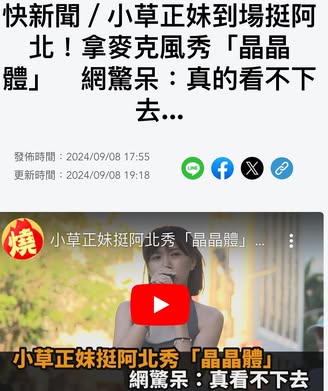 快新聞／小草正妹到場挺阿
北！拿麥克風秀「晶晶
體」　網驚呆：真的看不下
去...
發佈時間：2024/09/08 17:55
更新時間：2024/09/08 19:18
LINE
燒
小草正妹挺阿北秀「晶晶體」...
小草正妹挺阿北秀「晶晶體」
網驚呆：真看不下去